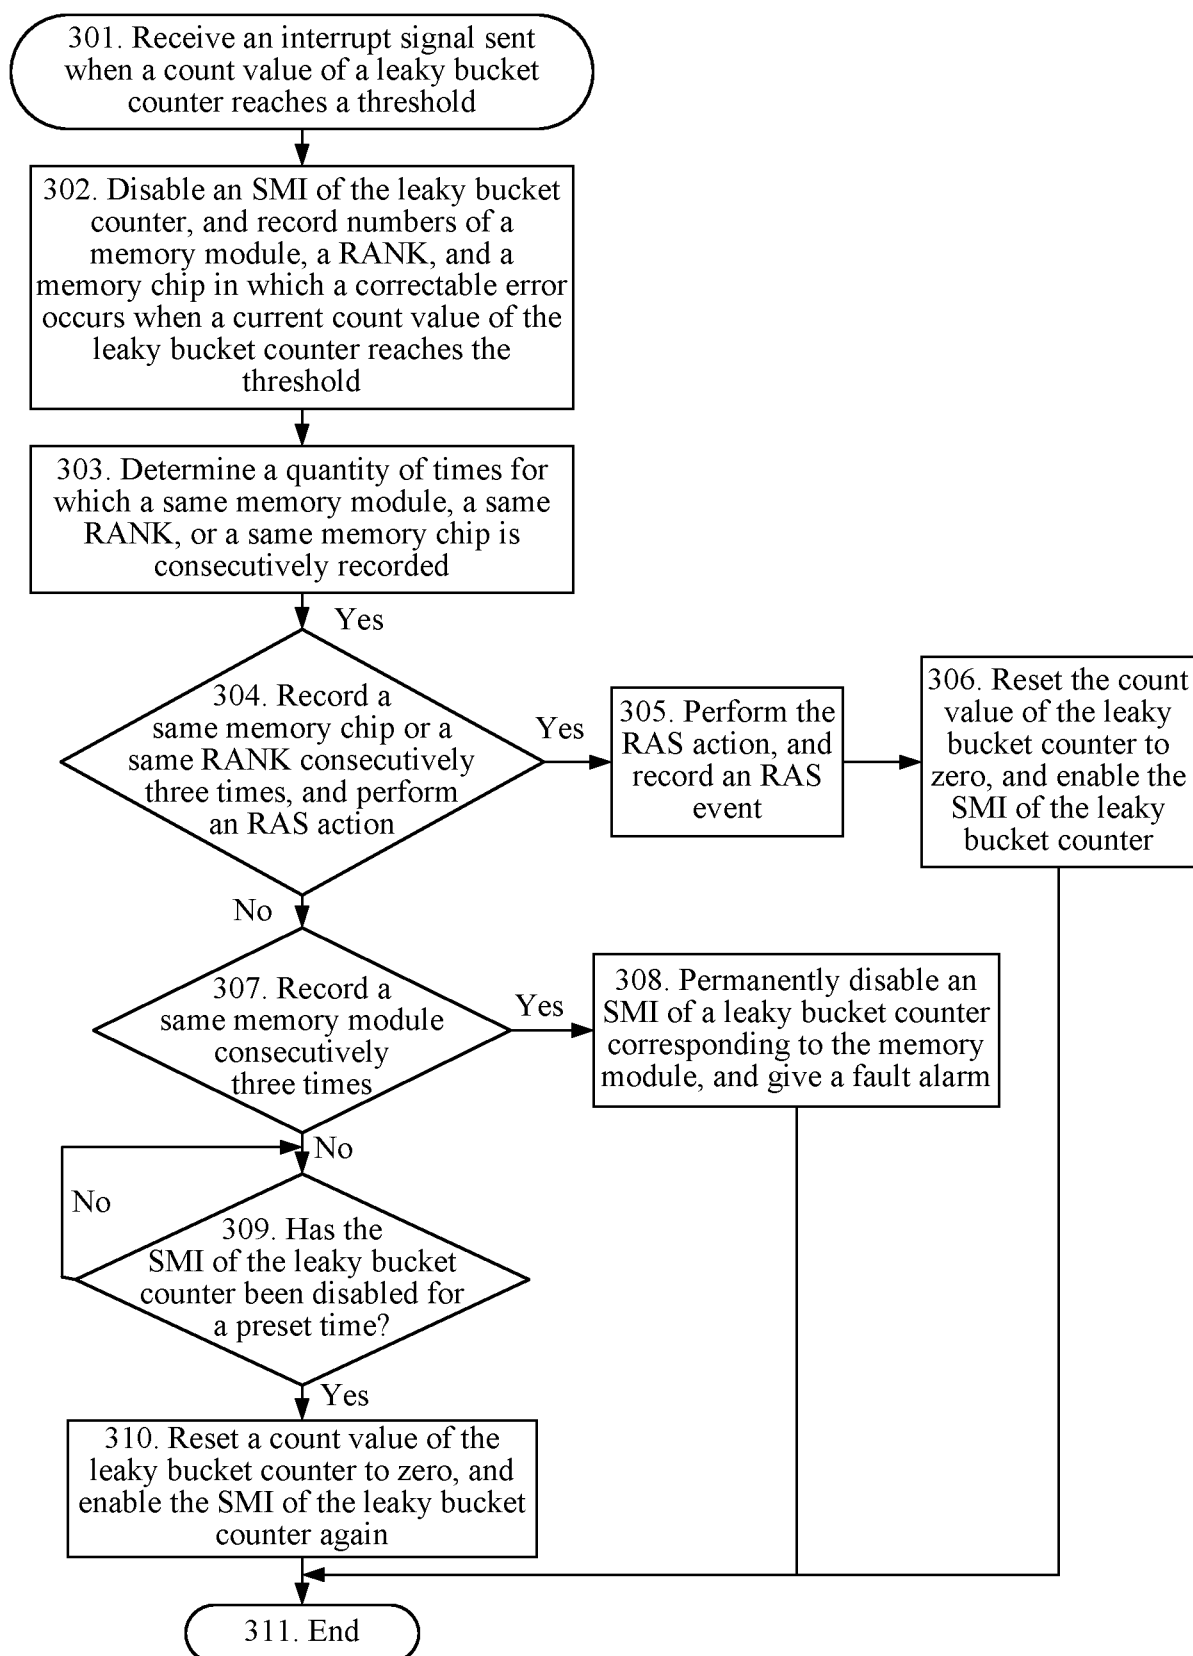 301. Receive an interrupt signal sent
when a count value of a leaky bucket
counter reaches a threshold
302. Disable an SMI of the leaky bucket
counter, and record numbers of a
memory module, a RANK, and a
memory chip in which a correctable error
occurs when a current count value of the
leaky bucket counter reaches the
threshold
303. Determine a quantity of times for
which a same memory module, a same
RANK, or a same memory chip is
consecutively recorded
Yes
304. Record a
same memory chip or a
same RANK consecutively
three times, and perform
an RAS action
Yes
305. Perform the
RAS action, and
record an RAS
event
306. Reset the count
value of the leaky
bucket counter to
zero, and enable the
SMI of the leaky
bucket counter
No
307. Record a
same memory module
consecutively
three times
Yes
308. Permanently disable an
SMI of a leaky bucket counter
corresponding to the memory
module, and give a fault alarm
No
No
309. Has the
SMI of the leaky bucket
counter been disabled for
a preset time?
Yes
310. Reset a count value of the
leaky bucket counter to zero, and
enable the SMI of the leaky bucket
counter again
311. End